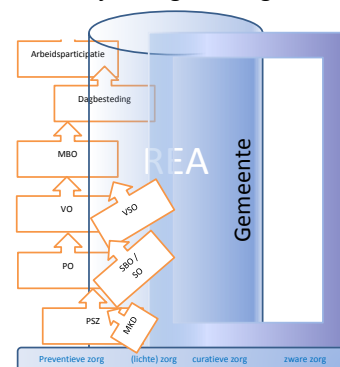 Arbeidsparticipatie
Dagbesteding
MBO
REA
Gemeente
VO
VSO
PO
SBO /
SO
PSZ
MKD
Preventieve zorg (lichte) zorg curatieve zorg zware zorg